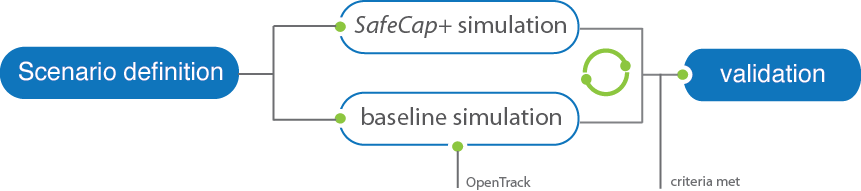 SafeCap+ simulation
Scenario definition
validation
baseline simulation
OpenTrack
criteria met